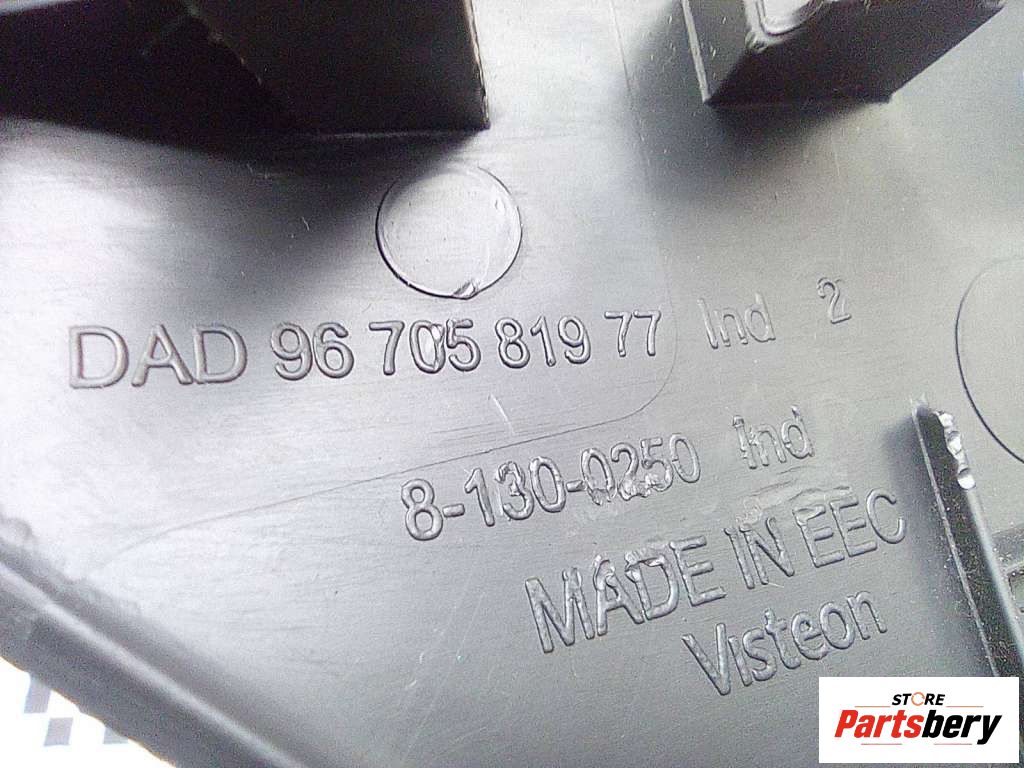 DAD 96 705 819 77 Ind 2
8-130-0250 Ind
MADE IN EEC
Visteon
STORE
Partsbery